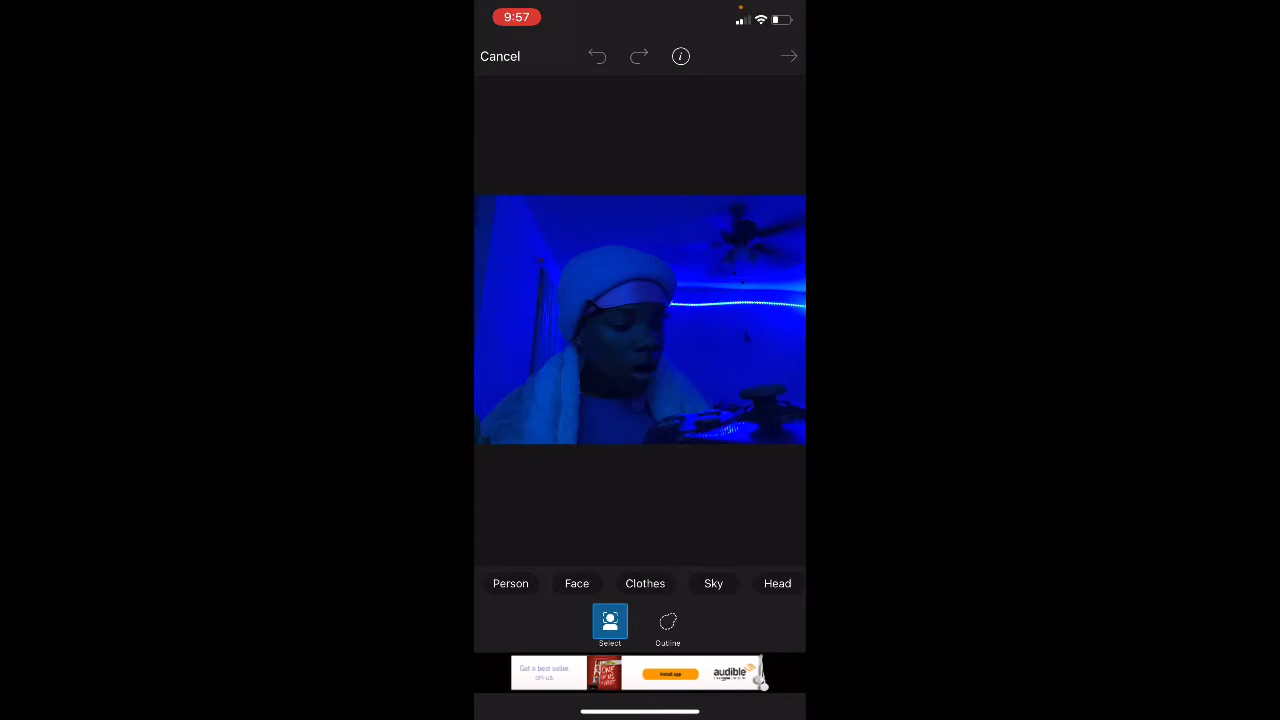 9:57
Cancel
Person Face Clothes Sky Head
Select Outline
Get a best seller,
on us.
Install app
audible